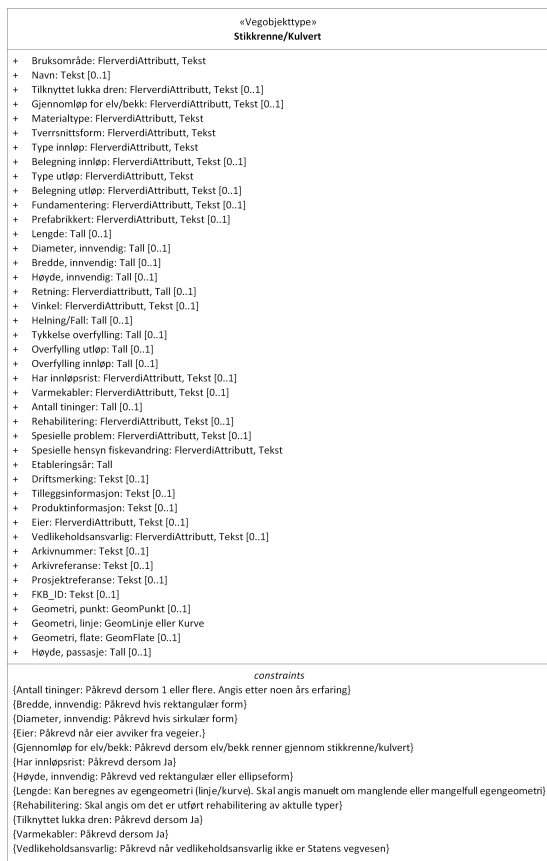 «Vegobjekttype»
Stikkrenne/Kulvert
+ Bruksområde: FlerverdiAttributt, Tekst
+ Navn: Tekst [0..1]
+ Tilknyttet lukka dren: FlerverdiAttributt, Tekst [0..1]
+ Gjennomløp for elv/bekk: FlerverdiAttributt, Tekst [0..1]
+ Materialtype: FlerverdiAttributt, Tekst
+ Tverrsnittsform: FlerverdiAttributt, Tekst
+ Type innløp: FlerverdiAttributt, Tekst
+ Belegning innløp: FlerverdiAttributt, Tekst [0..1]
+ Type utløp: FlerverdiAttributt, Tekst
+ Belegning utløp: FlerverdiAttributt, Tekst [0..1]
+ Fundamentering: FlerverdiAttributt, Tekst [0..1]
+ Prefabrikkert: FlerverdiAttributt, Tekst [0..1]
+ Lengde: Tall [0..1]
+ Diameter, innvendig: Tall [0..1]
+ Bredde, innvendig: Tall [0..1]
+ Høyde, innvendig: Tall [0..1]
+ Retning: Flerverdiattributt, Tall [0..1]
+ Vinkel: FlerverdiAttributt, Tekst [0..1]
+ Helning/Fall: Tall [0..1]
+ Tykkelse overfylling: Tall [0..1]
+ Overfylling utløp: Tall [0..1]
+ Overfylling innløp: Tall [0..1]
+ Har innløpsrist: FlerverdiAttributt, Tekst [0..1]
+ Varmekabler: FlerverdiAttributt, Tekst [0..1]
+ Antall tininger: Tall [0..1]
+ Rehabilitering: FlerverdiAttributt, Tekst [0..1]
+ Spesielle problem: FlerverdiAttributt, Tekst [0..1]
+ Spesielle hensyn fiskevandring: FlerverdiAttributt, Tekst
+ Etableringsår: Tall
+ Driftsmerking: Tekst [0..1]
+ Tilleggsinformasjon: Tekst [0..1]
+ Produktinformasjon: Tekst [0..1]
+ Eier: FlerverdiAttributt, Tekst [0..1]
+ Vedlikeholdsansvarlig: FlerverdiAttributt, Tekst [0..1]
+ Arkivnummer: Tekst [0..1]
+ Arkivreferanse: Tekst [0..1]
+ Prosjektreferanse: Tekst [0..1]
+ FKB_ID: Tekst [0..1]
+ Geometri, punkt: GeomPunkt [0..1]
+ Geometri, linje: GeomLinje eller Kurve
+ Geometri, flate: GeomFlate [0..1]
+ Høyde, passasje: Tall [0..1]
constraints
{Antall tininger: Påkrevd dersom 1 eller flere. Angis etter noen års erfaring}
{Bredde, innvendig: Påkrevd hvis rektangulær form}
{Diameter, innvendig: Påkrevd hvis sirkulær form}
{Eier: Påkrevd når eier avviker fra vegeier.}
{Gjennomløp for elv/bekk: Påkrevd dersom elv/bekk renner gjennom stikkrenne/kulvert}
{Har innløpsrist: Påkrevd dersom Ja}
{Høyde, innvendig: Påkrevd ved rektangulær eller ellipseform}
{Lengde: Kan beregnes av egengeometri (linje/kurve). Skal angis manuelt om manglende eller mangelfull egengeometri}
{Rehabilitering: Skal angis om det er utført rehabilitering av aktulle typer}
{Tilknyttet lukka dren: Påkrevd dersom Ja}
{Varmekabler: Påkrevd dersom Ja}
{Vedlikeholdsansvarlig: Påkrevd når vedlikeholdsansvarlig ikke er Statens vegvesen}